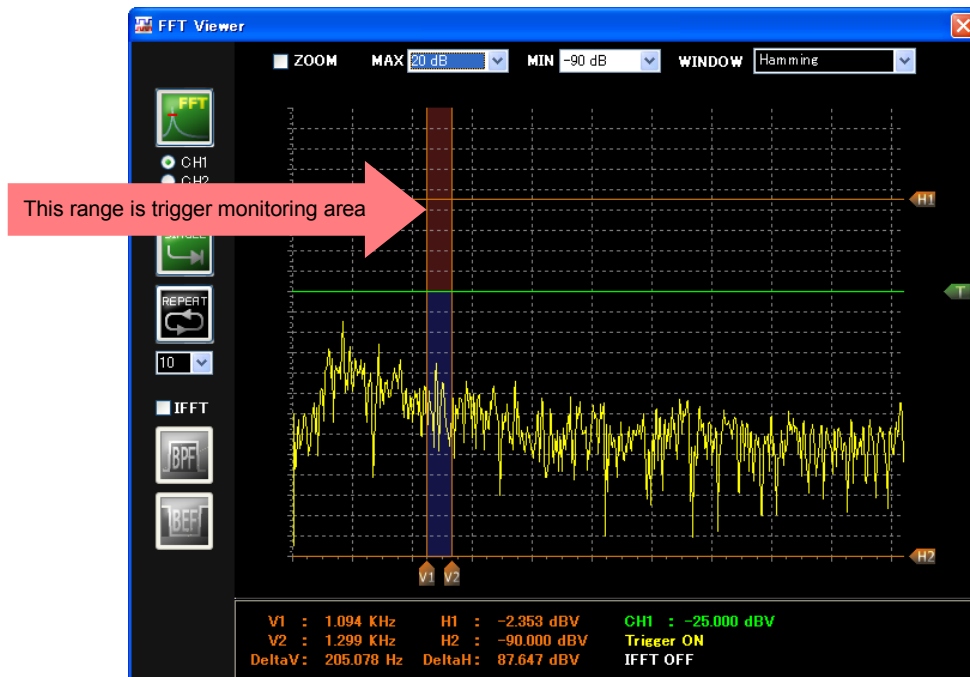 FFT Viewer
ZOOM MAX 20 dB MIN -90 dB WINDOW Hamming
FFT
CH1
CH2
This range is trigger monitoring area
SINGLE
REPEAT
10
IFFT
BPF
BEF
H1
T
H2
V1 V2
V1 : 1.094 KHz H1 : -2.353 dBV CH1 : -25.000 dBV
V2 : 1.299 KHz H2 : -90.000 dBV Trigger ON
DeltaV: 205.078 Hz DeltaH: 87.647 dBV IFFT OFF